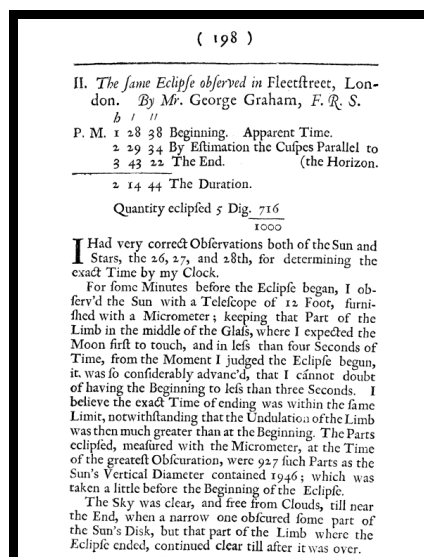 ( 198 )
II. The ſame Eclipſe obſerved in Fleetſtreet, Lon-
don. By Mr. George Graham, F. R. S.
h / //
P. M. 1 28 38 Beginning. Apparent Time.
2 29 34 By Eſtimation the Cuſpes Parallel to
3 43 22 The End. (the Horizon.
2 14 44 The Duration.
Quantity eclipſed 5 Dig. 716
1000
I Had very correct Obſervations both of the Sun and
Stars, the 26, 27, and 28th, for determining the
exact Time by my Clock.
For ſome Minutes before the Eclipſe began, I ob-
ſerv'd the Sun with a Teleſcope of 12 Foot, furni-
ſhed with a Micrometer; keeping that Part of the
Limb in the middle of the Glaſs, where I expected the
Moon firſt to touch, and in leſs than four Seconds of
Time, from the Moment I judged the Eclipſe begun,
it was ſo conſiderably advanc'd, that I cannot doubt
of having the Beginning to leſs than three Seconds. I
believe the exact Time of ending was within the ſame
Limit, notwithſtanding that the Undulation of the Limb
was then much greater than at the Beginning. The Parts
eclipſed, meaſured with the Micrometer, at the Time
of the greateſt Obſcuration, were 927 ſuch Parts as the
Sun's Vertical Diameter contained 1946; which was
taken a little before the Beginning of the Eclipſe.
The Sky was clear, and free from Clouds, till near
the End, when a narrow one obſcured ſome part of
the Sun's Disk, but that part of the Limb where the
Eclipſe ended, continued clear till after it was over.